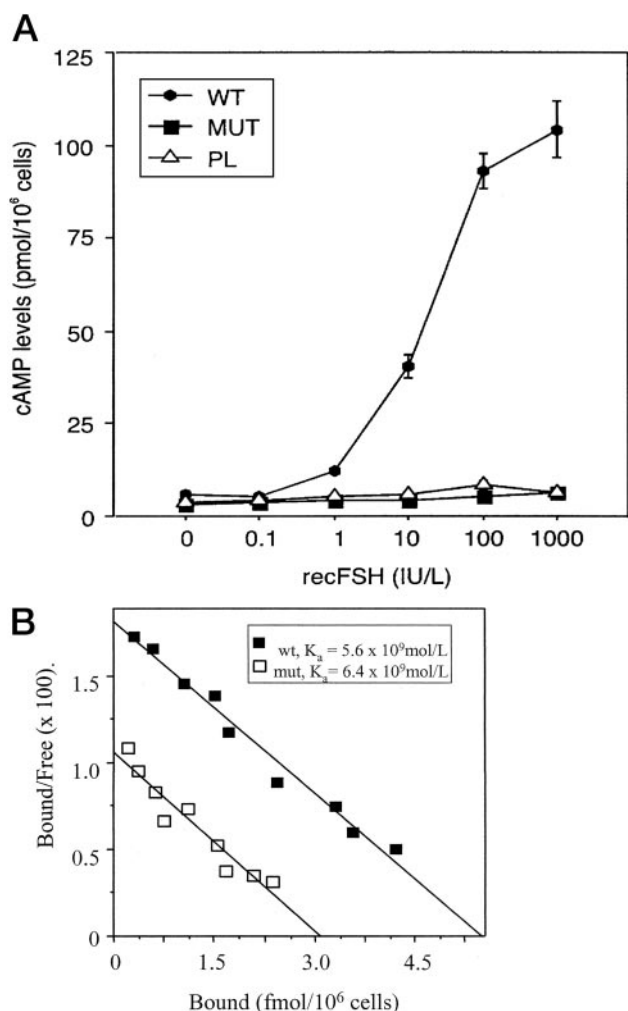 A
125
100
75
50
25
0
cAMP levels (pmol/10⁶ cells)
WT
MUT
PL
0 0.1 1 10 100 1000
recFSH (IU/L)
B
wt, Kₐ = 5.6 x 10⁹mol/L
mut, Kₐ = 6.4 x 10⁹mol/L
1.5
1.0
0.5
0
Bound/Free (x 100).
0 1.5 3.0 4.5
Bound (fmol/10⁶ cells)